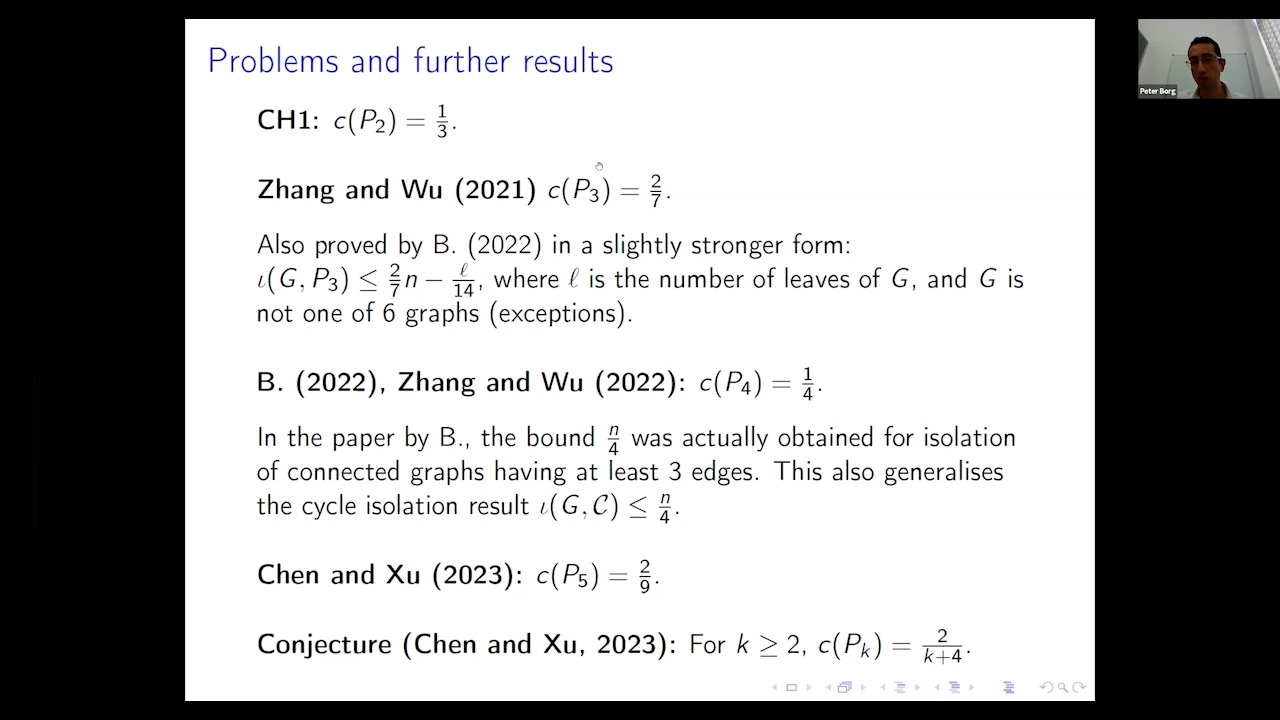 Problems and further results
CH1: c(P₂) = 1/3.
Zhang and Wu (2021) c(P₃) = 2/7.
Also proved by B. (2022) in a slightly stronger form:
ι(G, P₃) ≤ 2/7 n − ℓ/14, where ℓ is the number of leaves of G, and G is
not one of 6 graphs (exceptions).
B. (2022), Zhang and Wu (2022): c(P₄) = 1/4.
In the paper by B., the bound n/4 was actually obtained for isolation
of connected graphs having at least 3 edges. This also generalises
the cycle isolation result ι(G, 𝒞) ≤ n/4.
Chen and Xu (2023): c(P₅) = 2/9.
Conjecture (Chen and Xu, 2023): For k ≥ 2, c(Pₖ) = 2/(k+4).
Peter Borg